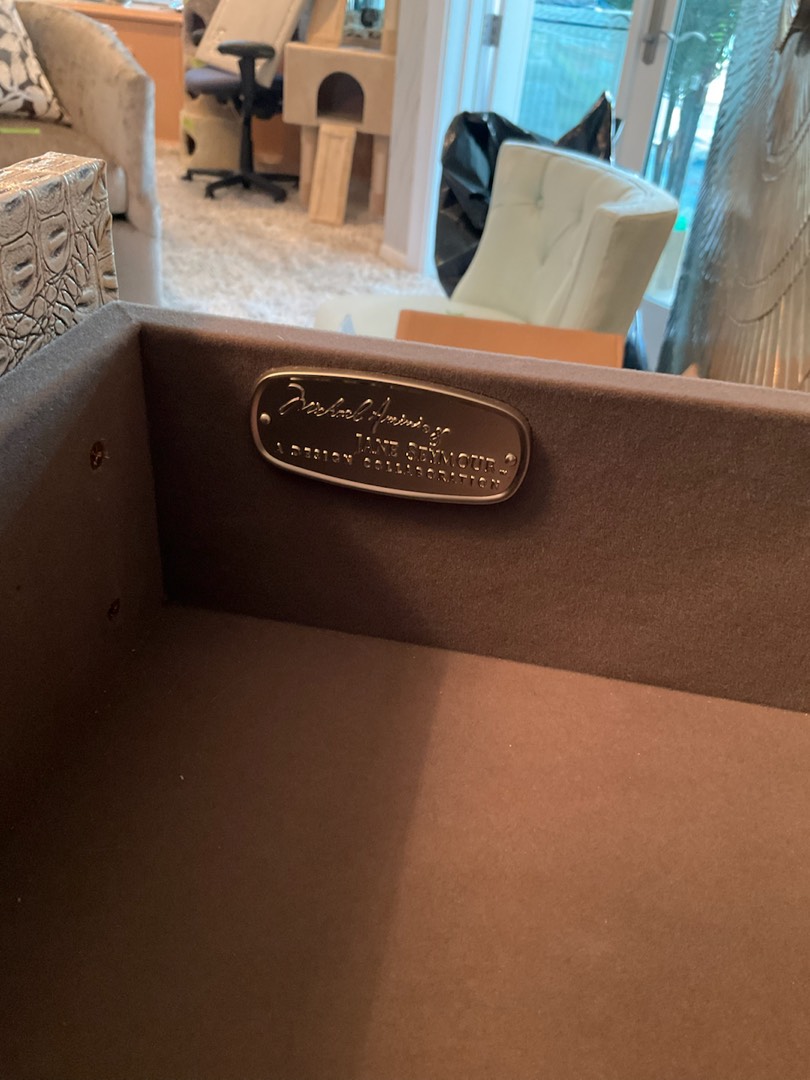 Michael Amini
JANE SEYMOUR
A DESIGN COLLABORATION